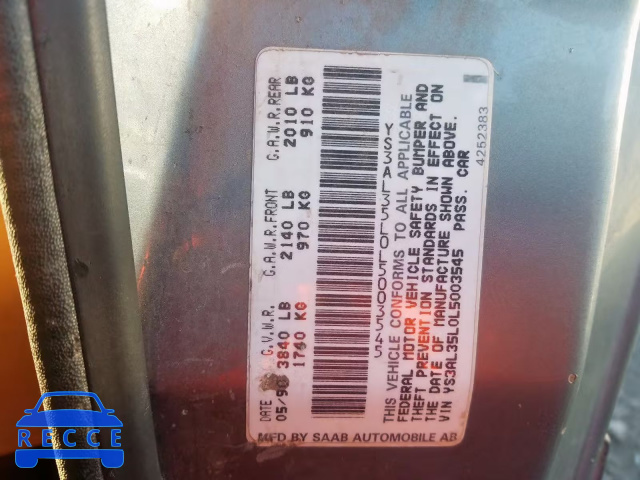 DATE G.V.W.R. G.A.W.R.FRONT G.A.W.R.REAR
05/90 3840 LB 2140 LB 2010 LB
1740 KG 970 KG 910 KG
YS3AL35L0L5003545
THIS VEHICLE CONFORMS TO ALL APPLICABLE
FEDERAL MOTOR VEHICLE SAFETY BUMPER AND
THEFT PREVENTION STANDARDS IN EFFECT ON
THE DATE OF MANUFACTURE SHOWN ABOVE.
VIN YS3AL35L0L5003545 PASS. CAR
4252383
MFD BY SAAB AUTOMOBILE AB
RECCE